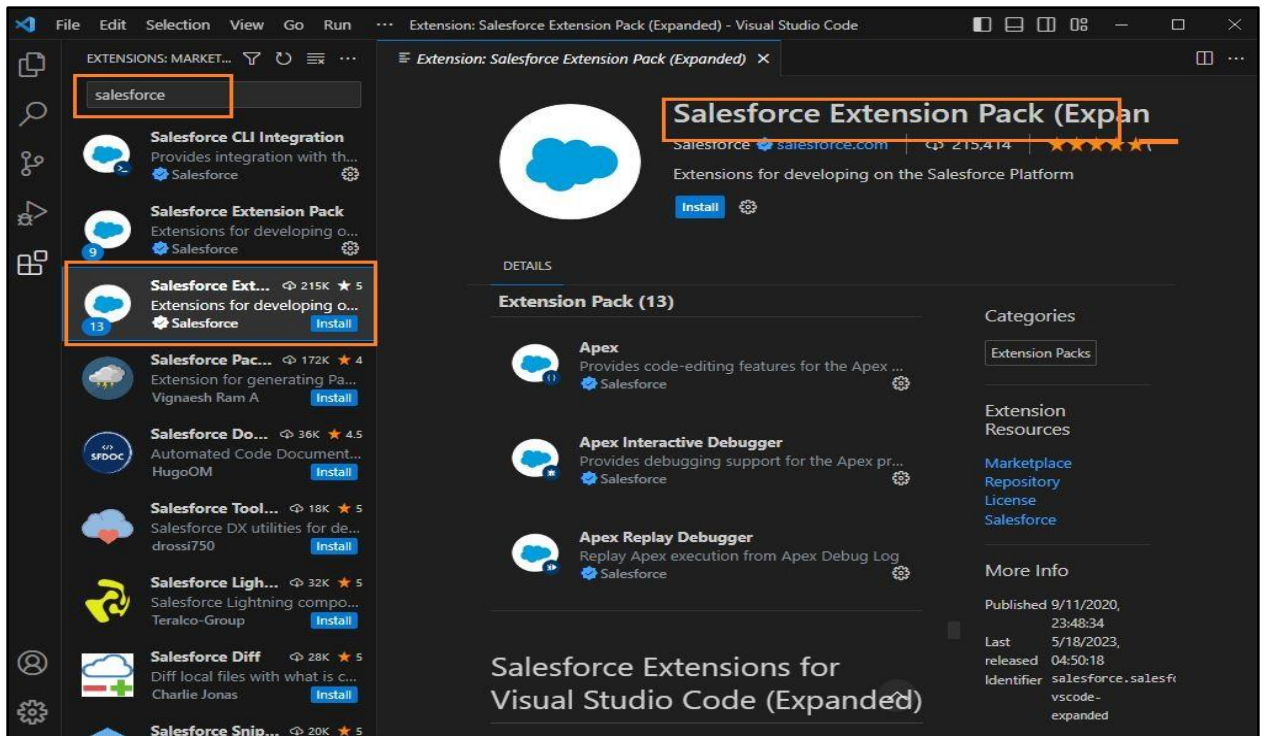 File Edit Selection View Go Run ··· Extension: Salesforce Extension Pack (Expanded) - Visual Studio Code
EXTENSIONS: MARKET...
salesforce
Salesforce CLI Integration
Provides integration with th...
Salesforce
Salesforce Extension Pack
Extensions for developing o...
Salesforce
9
Salesforce Ext... 215K ★ 5
Extensions for developing o...
Salesforce Install
13
Salesforce Pac... 172K ★ 4
Extension for generating Pa...
Vignaesh Ram A Install
Salesforce Do... 36K ★ 4.5
Automated Code Document...
HugoOM Install
</>
SFDOC
Salesforce Tool... 18K ★ 5
Salesforce DX utilities for de...
drossi750 Install
Salesforce Ligh... 32K ★ 5
Salesforce Lightning compo...
Teralco-Group Install
Salesforce Diff 28K ★ 5
Diff local files with what is c...
Charlie Jonas Install
Salesforce Snip... 20K ★ 5
Extension: Salesforce Extension Pack (Expanded)
Salesforce Extension Pack (Expan
Salesforce salesforce.com | 215,414 | ★★★★★(
Extensions for developing on the Salesforce Platform
Install
DETAILS
Extension Pack (13)
Apex
Provides code-editing features for the Apex ...
Salesforce
Apex Interactive Debugger
Provides debugging support for the Apex pr...
Salesforce
Apex Replay Debugger
Replay Apex execution from Apex Debug Log
Salesforce
Salesforce Extensions for
Visual Studio Code (Expanded)
Categories
Extension Packs
Extension
Resources
Marketplace
Repository
License
Salesforce
More Info
Published 9/11/2020,
23:48:34
Last 5/18/2023,
released 04:50:18
Identifier salesforce.salesfo
vscode-
expanded